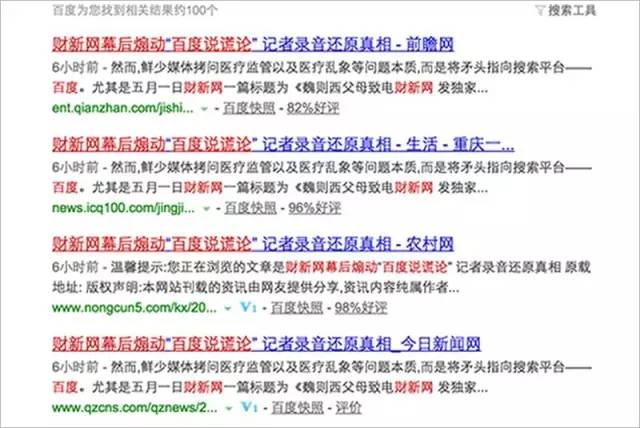 百度为您找到相关结果约100个 搜索工具
财新网幕后煽动“百度说谎论” 记者录音还原真相 - 前瞻网
6小时前 - 然而,鲜少媒体拷问医疗监管以及医疗乱象等问题本质,而是将矛头指向搜索平台——
百度。尤其是五月一日财新网一篇标题为《魏则西父母致电财新网 发独家...
ent.qianzhan.com/jishi... - 百度快照 - 82%好评
财新网幕后煽动“百度说谎论” 记者录音还原真相 - 生活 - 重庆一...
6小时前 - 然而,鲜少媒体拷问医疗监管以及医疗乱象等问题本质,而是将矛头指向搜索平台——
百度。尤其是五月一日财新网一篇标题为《魏则西父母致电财新网 发独家...
news.icq100.com/jingji... - 百度快照 - 96%好评
财新网幕后煽动“百度说谎论” 记者录音还原真相 - 农村网
6小时前 - 温馨提示:您正在浏览的文章是财新网幕后煽动“百度说谎论” 记者录音还原真相 原载
地址: 版权声明:本网站刊载的资讯由网友提供分享,资讯内容纯属作者...
www.nongcun5.com/kx/20... V1 - 百度快照 - 98%好评
财新网幕后煽动“百度说谎论” 记者录音还原真相_今日新闻网
6小时前 - 然而,鲜少媒体拷问医疗监管以及医疗乱象等问题本质,而是将矛头指向搜索平台——
百度。尤其是五月一日财新网一篇标题为《魏则西父母致电财新网 发独家...
www.qzcns.com/qznews/2... V1 - 百度快照 - 评价